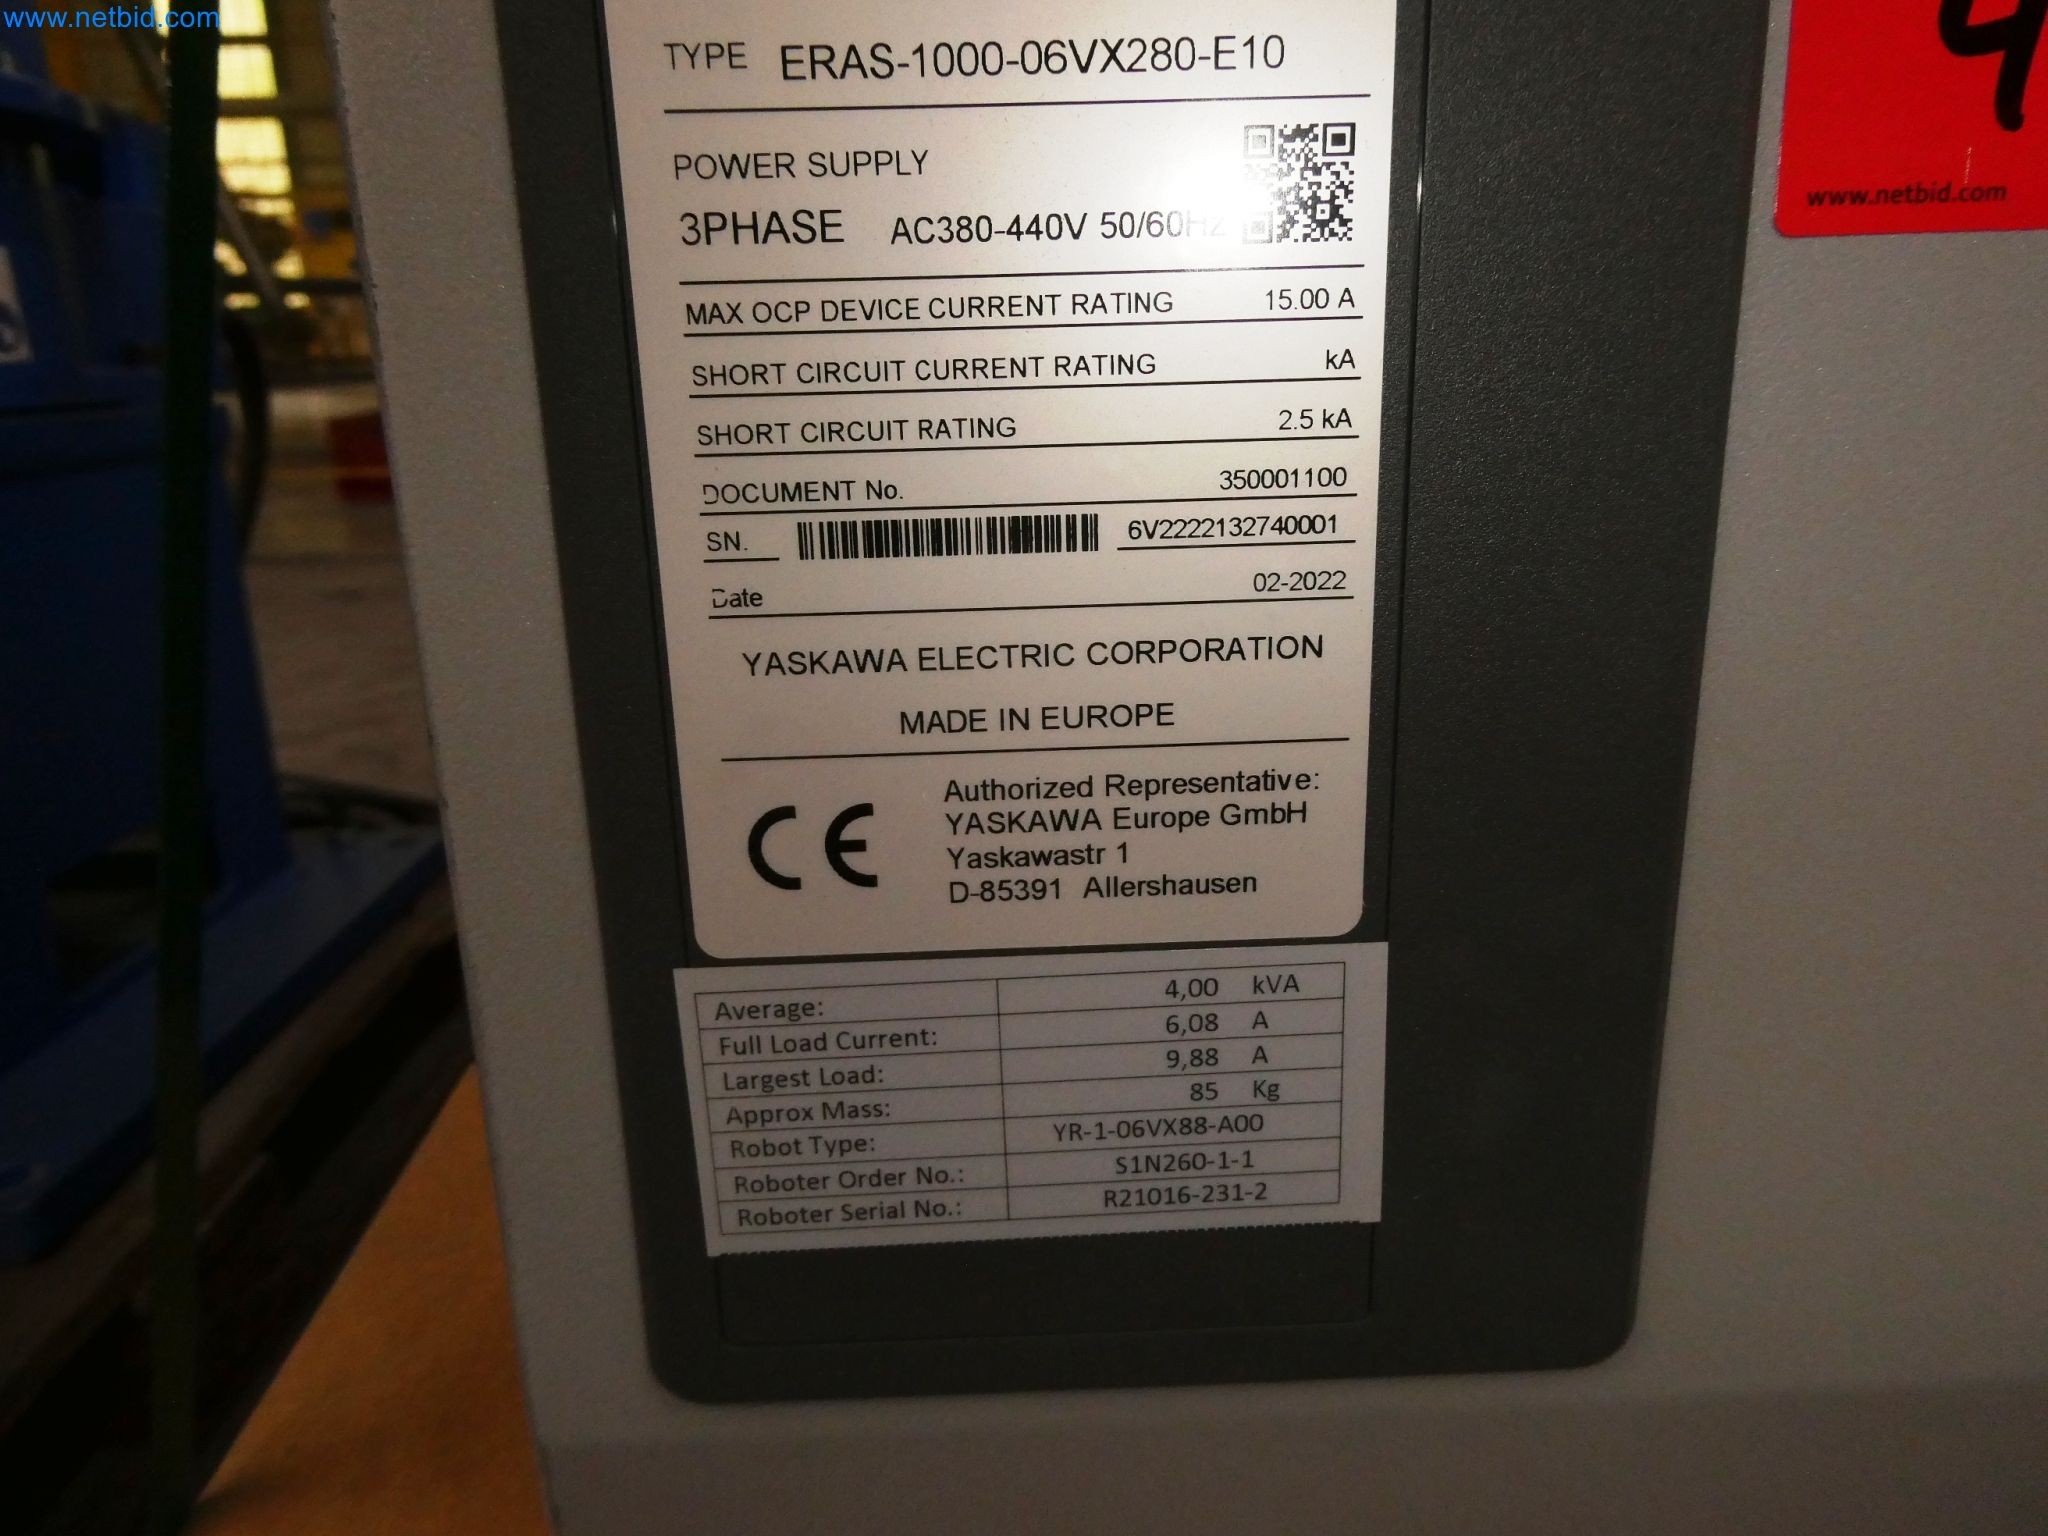 www.netbid.com
TYPE ERAS-1000-06VX280-E10
POWER SUPPLY
3PHASE AC380-440V 50/60Hz
MAX OCP DEVICE CURRENT RATING 15.00 A
SHORT CIRCUIT CURRENT RATING kA
SHORT CIRCUIT RATING 2.5 kA
DOCUMENT No. 350001100
SN. 6V2222132740001
Date 02-2022
YASKAWA ELECTRIC CORPORATION
MADE IN EUROPE
CE
Authorized Representative:
YASKAWA Europe GmbH
Yaskawastr 1
D-85391 Allershausen
Average: 4,00 kVA
Full Load Current: 6,08 A
Largest Load: 9,88 A
Approx Mass: 85 Kg
Robot Type: YR-1-06VX88-A00
Roboter Order No.: S1N260-1-1
Roboter Serial No.: R21016-231-2
www.netbid.com